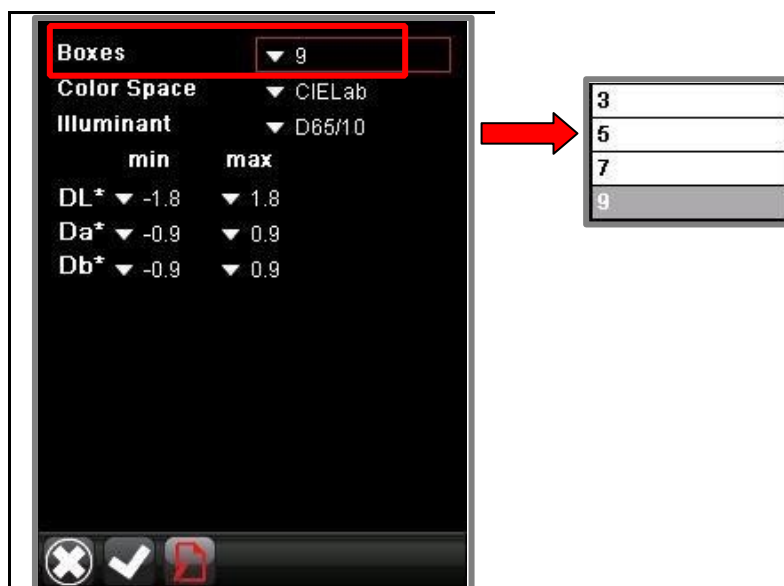 Boxes 9
Color Space CIELab
Illuminant D65/10
min max
DL* -1.8 1.8
Da* -0.9 0.9
Db* -0.9 0.9
3
5
7
9